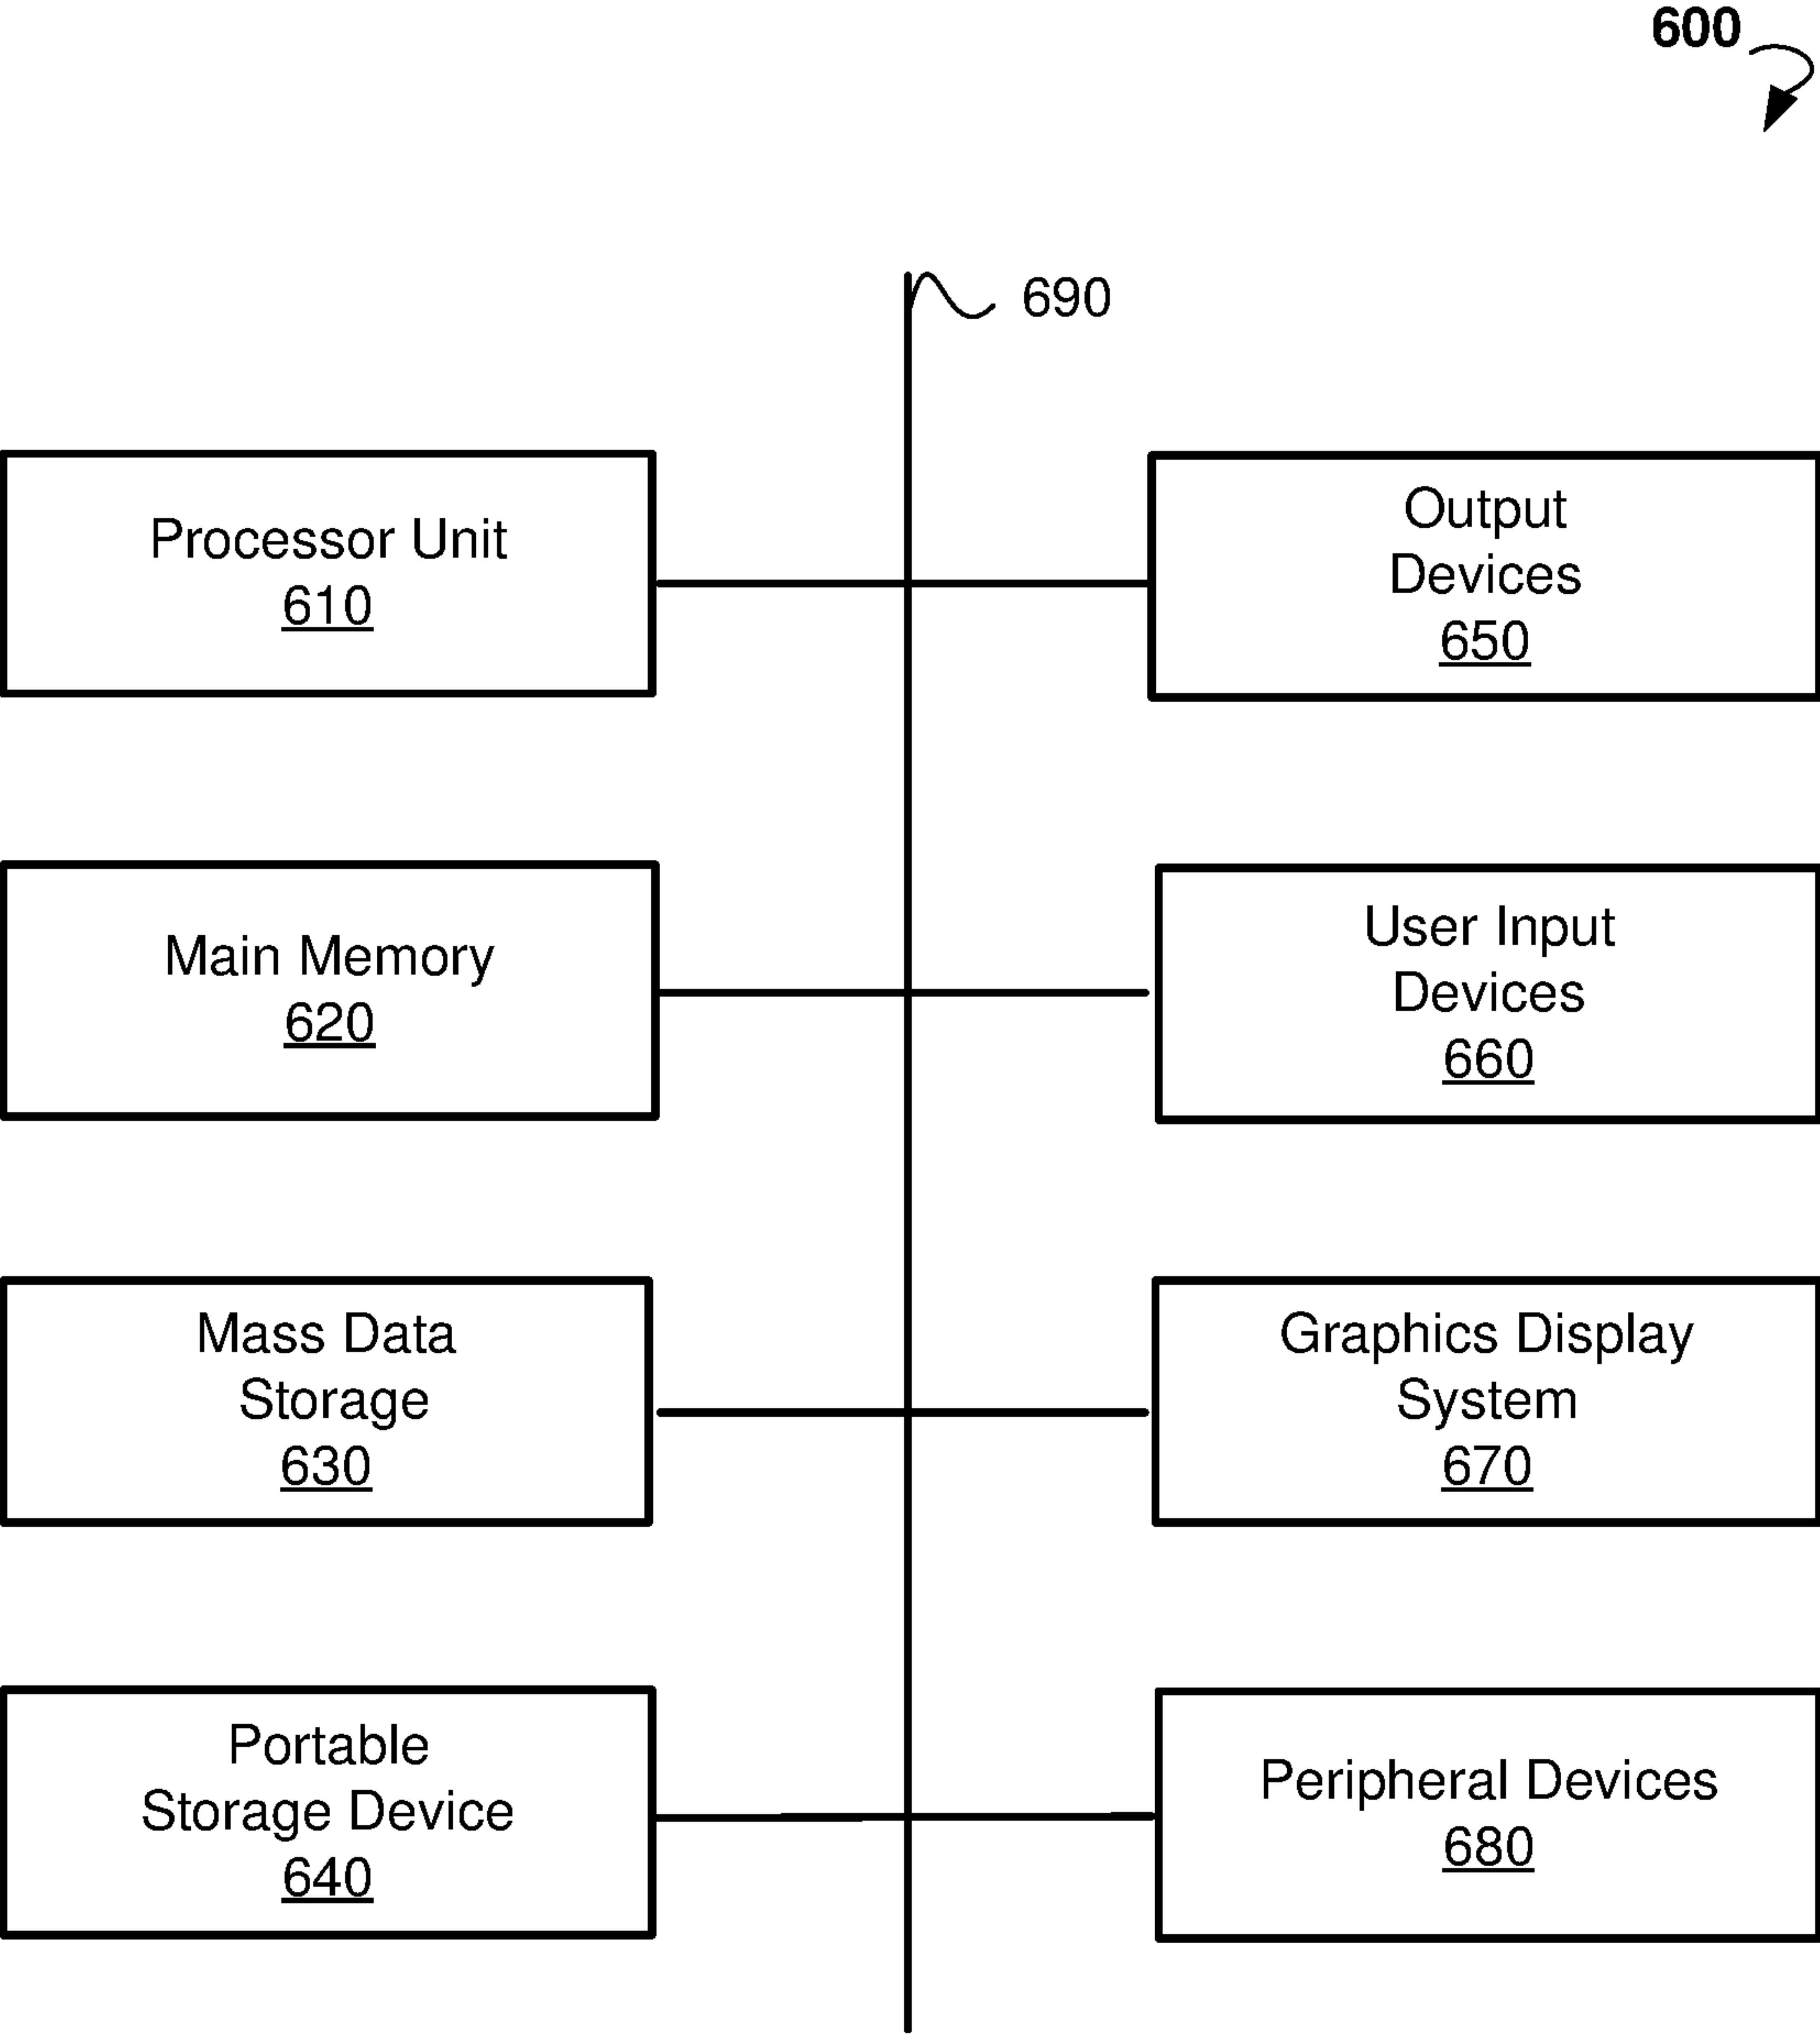 600
690
Processor Unit
610
Output
Devices
650
Main Memory
620
User Input
Devices
660
Mass Data
Storage
630
Graphics Display
System
670
Portable
Storage Device
640
Peripheral Devices
680